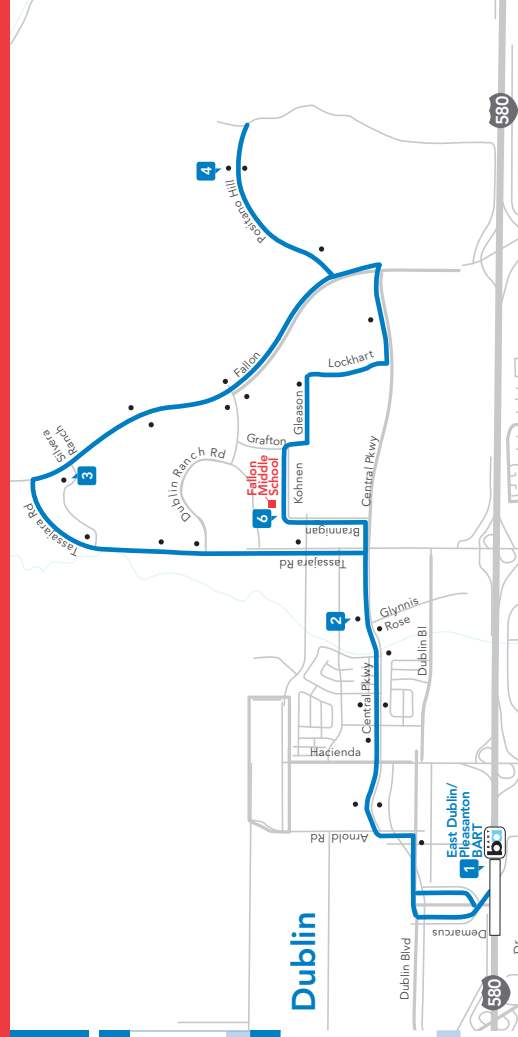 580
4
Positano Hill
Fallon
Lockhart
Silvera
Ranch
3
Gleason
Grafton
Dublin Ranch Rd
Central Pkwy
Fallon
Middle
School
Kohnen
6
Tassajara Rd
Brannigan
Tassajara Rd
2
Glynnis
Rose
Dublin Bl
Central Pkwy
Hacienda
Arnold Rd
East Dublin/
Pleasanton
BART
1
ba
Demarcus
Dublin
Dublin Blvd
580